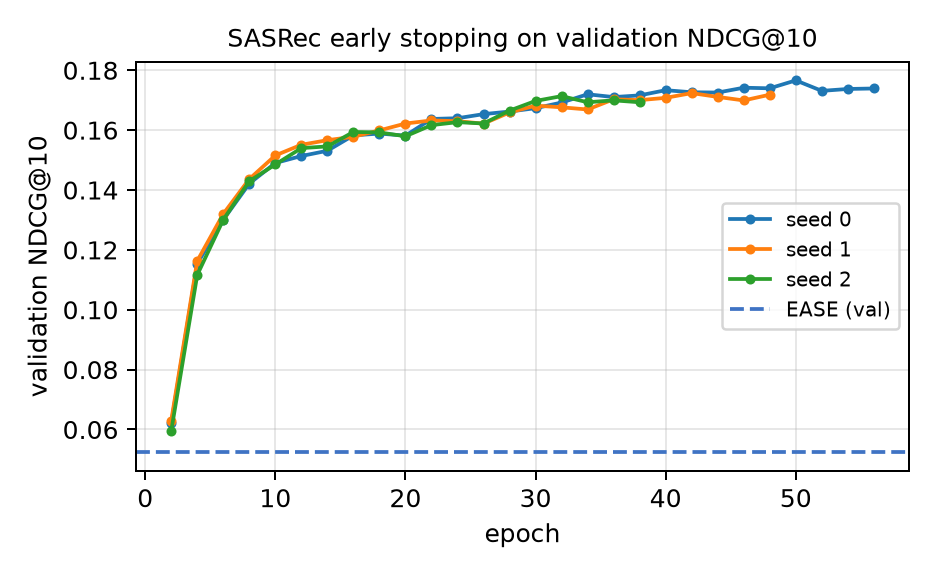 SASRec early stopping on validation NDCG@10
validation NDCG@10
0.18
0.16
0.14
0.12
0.10
0.08
0.06
seed 0
seed 1
seed 2
EASE (val)
0 10 20 30 40 50
epoch